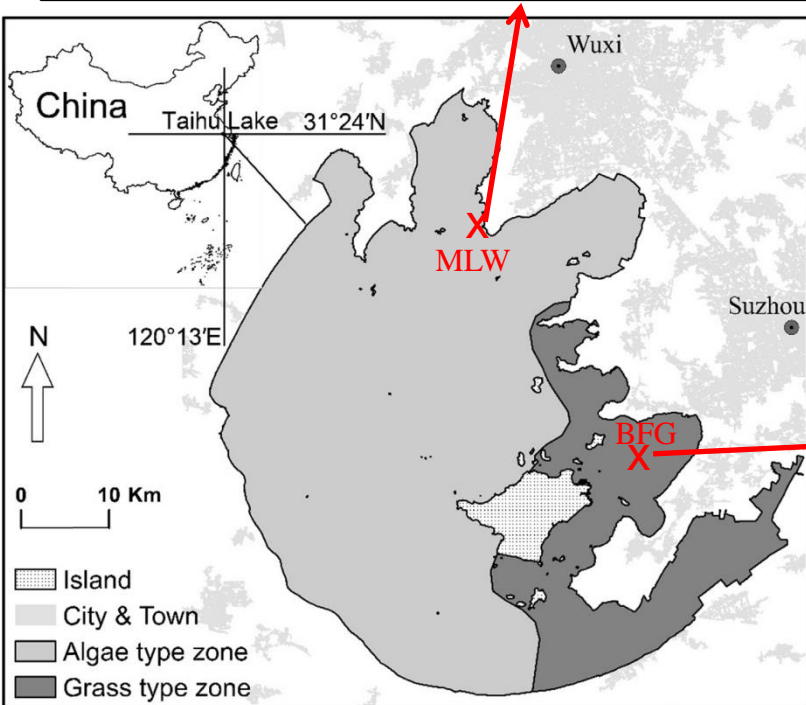 Wuxi
China
Taihu Lake 31°24′N
MLW
Suzhou
120°13′E
N
BFG
0 10 Km
Island
City & Town
Algae type zone
Grass type zone